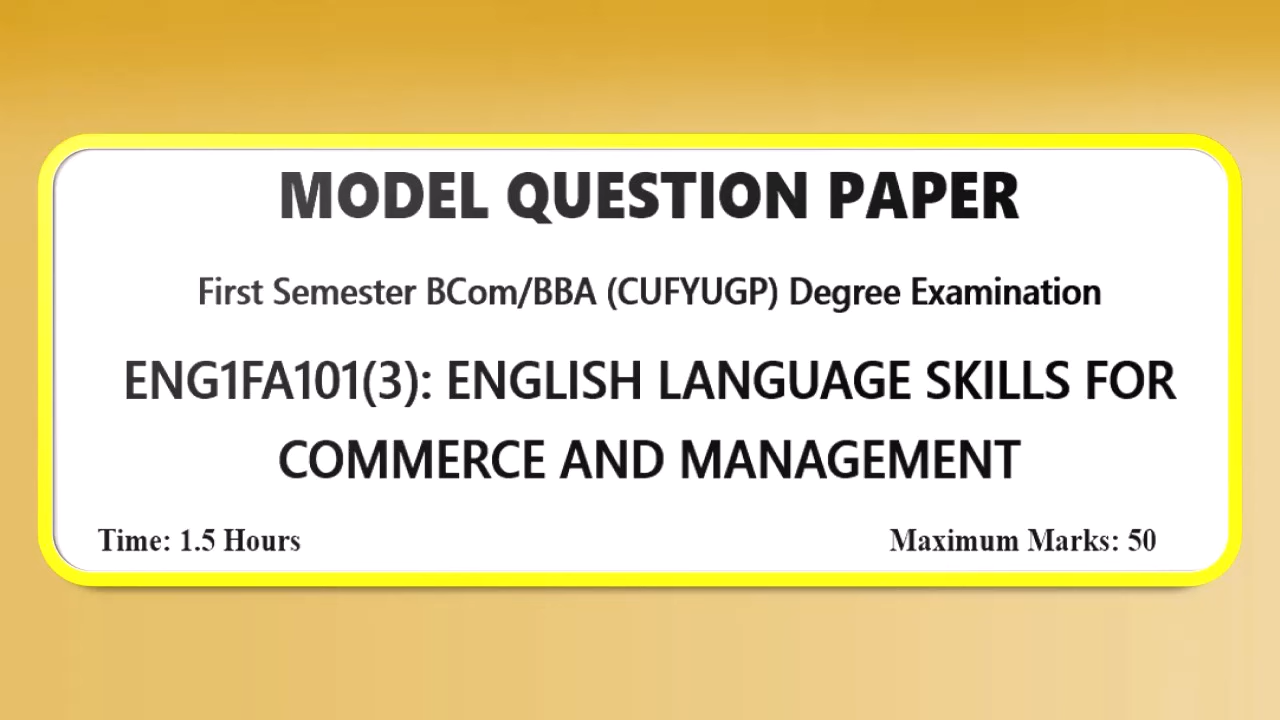 MODEL QUESTION PAPER
First Semester BCom/BBA (CUFYUGP) Degree Examination
ENG1FA101(3): ENGLISH LANGUAGE SKILLS FOR
COMMERCE AND MANAGEMENT
Time: 1.5 Hours Maximum Marks: 50